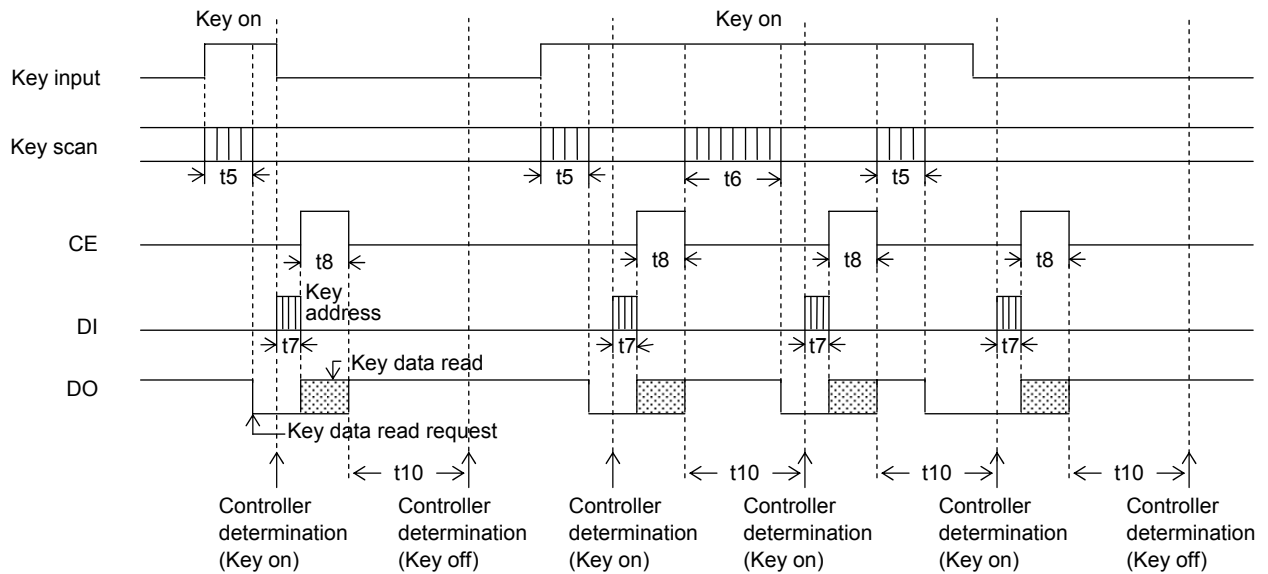 Key on
Key on
Key input
Key scan
t5
t5
t6
t5
CE
t8
t8
t8
t8
Key
address
DI
t7
t7
t7
t7
Key data read
DO
Key data read request
t10
t10
t10
t10
Controller
determination
(Key on)
Controller
determination
(Key off)
Controller
determination
(Key on)
Controller
determination
(Key on)
Controller
determination
(Key on)
Controller
determination
(Key off)